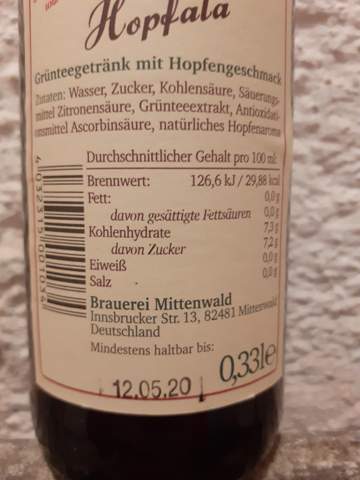 Hopfala
Grünteegetränk mit Hopfengeschmack
Zutaten: Wasser, Zucker, Kohlensäure, Säuerungs-
mittel Zitronensäure, Grünteeextrakt, Antioxidati-
onsmittel Ascorbinsäure, natürliches Hopfenaroma
Durchschnittlicher Gehalt pro 100 ml:
Brennwert: 126,6 kJ / 29,88 kcal
Fett: 0,0 g
davon gesättigte Fettsäuren 0,0 g
Kohlenhydrate 7,3 g
davon Zucker 7,2 g
Eiweiß 0,0 g
Salz 0,0 g
Brauerei Mittenwald
Innsbrucker Str. 13, 82481 Mittenwald
Deutschland
Mindestens haltbar bis:
0,33l e
12.05.20
4032315001034